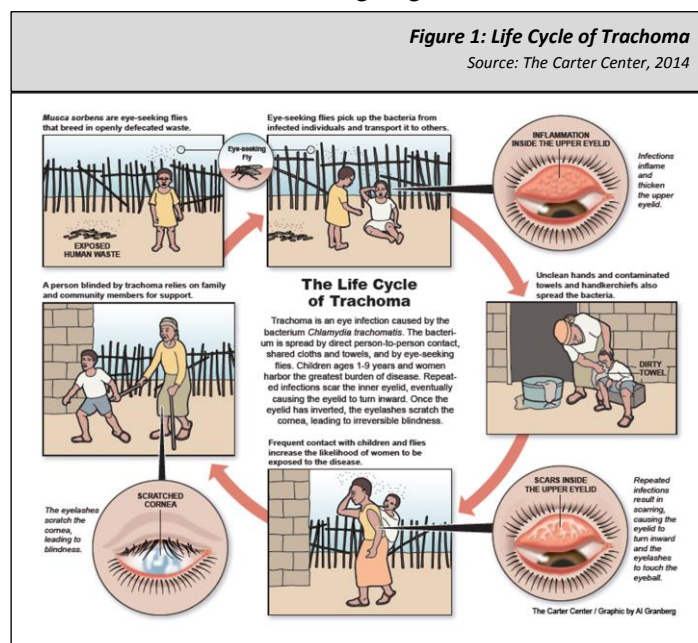 Figure 1: Life Cycle of Trachoma
Source: The Carter Center, 2014
Musca sorbens are eye-seeking flies
that breed in openly defecated waste.
Eye-seeking
Fly
EXPOSED
HUMAN WASTE
Eye-seeking flies pick up the bacteria from
infected individuals and transport it to others.
INFLAMMATION
INSIDE THE UPPER EYELID
Infections
inflame
and
thicken
the upper
eyelid.
A person blinded by trachoma relies on family
and community members for support.
The Life Cycle
of Trachoma
Trachoma is an eye infection caused by the
bacterium Chlamydia trachomatis. The bacteri-
um is spread by direct person-to-person contact,
shared cloths and towels, and by eye-seeking
flies. Children ages 1-9 years and women
harbor the greatest burden of disease. Repeat-
ed infections scar the inner eyelid, eventually
causing the eyelid to turn inward. Once the
eyelid has inverted, the eyelashes scratch the
cornea, leading to irreversible blindness.
Unclean hands and contaminated
towels and handkerchiefs also
spread the bacteria.
DIRTY
TOWEL
Frequent contact with children and flies
increase the likelihood of women to be
exposed to the disease.
SCRATCHED
CORNEA
The eyelashes
scratch the
cornea,
leading to
blindness.
SCARS INSIDE
THE UPPER EYELID
Repeated
infections
result in
scarring,
causing the
eyelid to
turn inward
and the
eyelashes
to touch the
eyeball.
The Carter Center / Graphic by Al Granberg